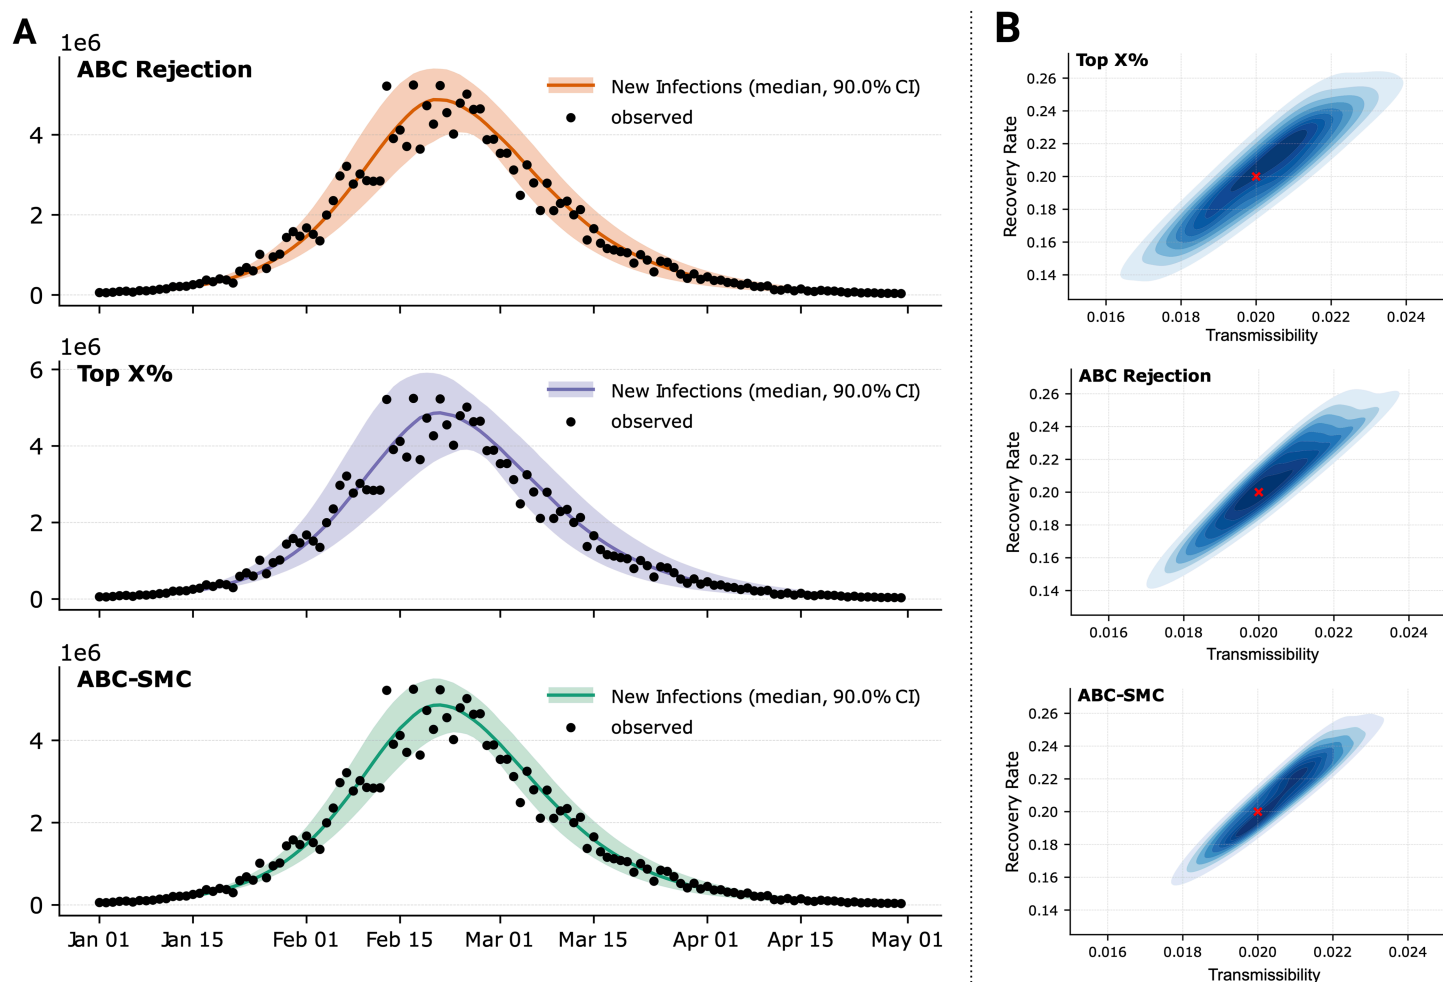 A
1e6
ABC Rejection
New Infections (median, 90.0% CI)
observed
4
2
0
1e6
Top X%
New Infections (median, 90.0% CI)
observed
6
4
2
0
1e6
ABC-SMC
New Infections (median, 90.0% CI)
observed
4
2
0
Jan 01 Jan 15 Feb 01 Feb 15 Mar 01 Mar 15 Apr 01 Apr 15 May 01
B
Top X%
Recovery Rate
0.26
0.24
0.22
0.20
0.18
0.16
0.14
0.016 0.018 0.020 0.022 0.024
Transmissibility
ABC Rejection
Recovery Rate
0.26
0.24
0.22
0.20
0.18
0.16
0.14
0.016 0.018 0.020 0.022 0.024
Transmissibility
ABC-SMC
Recovery Rate
0.26
0.24
0.22
0.20
0.18
0.16
0.14
0.016 0.018 0.020 0.022 0.024
Transmissibility